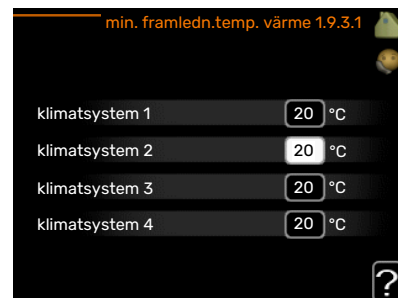 min. framledn.temp. värme 1.9.3.1
klimatsystem 1 20 °C
klimatsystem 2 20 °C
klimatsystem 3 20 °C
klimatsystem 4 20 °C
?